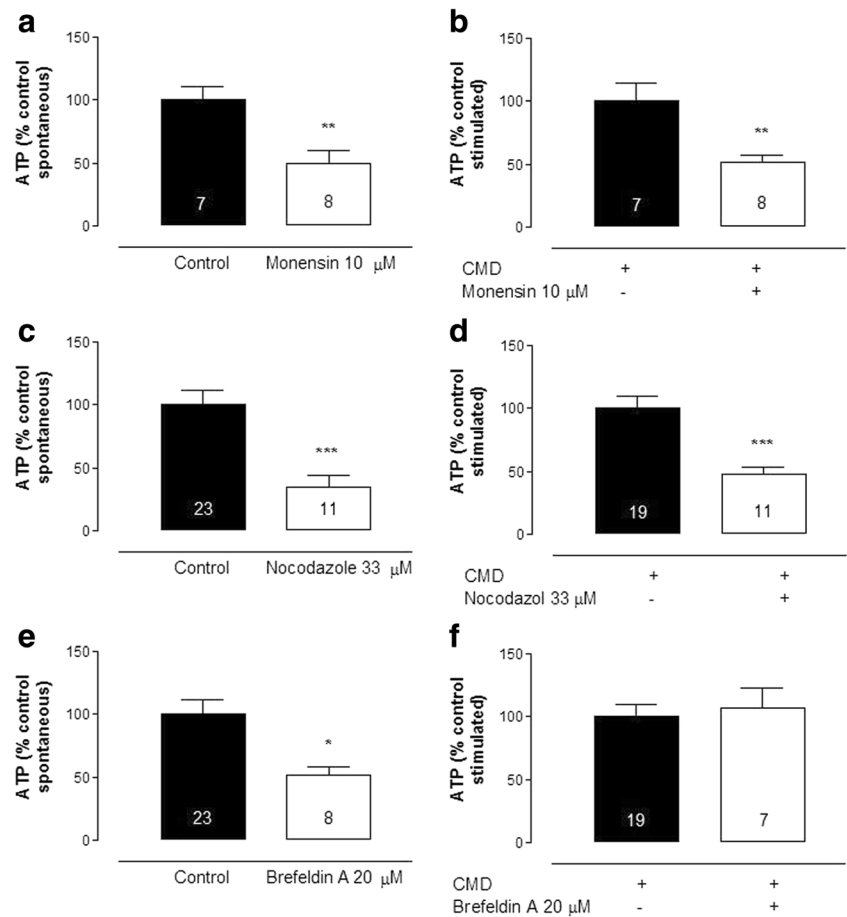 a
ATP (% control
spontaneous)
150
100
50
0
**
7
8
Control Monensin 10 μM
b
ATP (% control
stimulated)
150
100
50
0
**
7
8
CMD + +
Monensin 10 μM - +
c
ATP (% control
spontaneous)
150
100
50
0
***
23
11
Control Nocodazole 33 μM
d
ATP (% control
stimulated)
150
100
50
0
***
19
11
CMD + +
Nocodazol 33 μM - +
e
ATP (% control
spontaneous)
150
100
50
0
*
23
8
Control Brefeldin A 20 μM
f
ATP (% control
stimulated)
150
100
50
0
19
7
CMD + +
Brefeldin A 20 μM - +